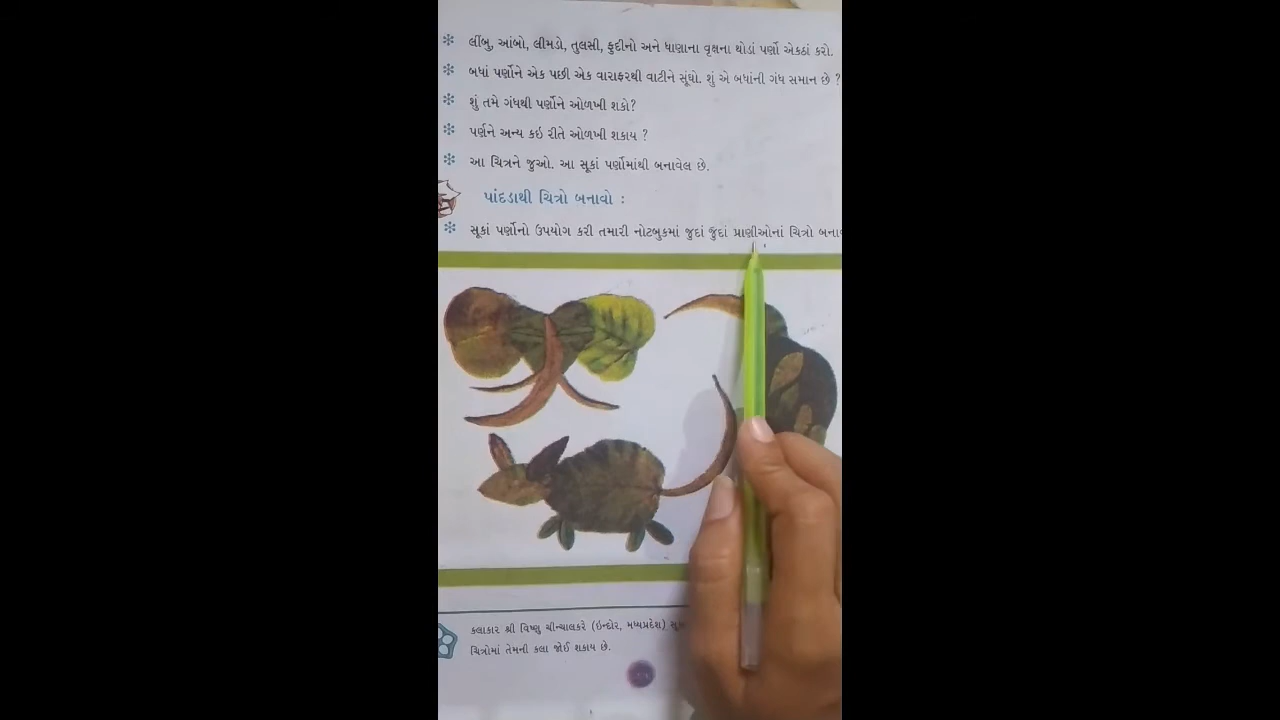 લીંબુ, આંબો, લીમડો, તુલસી, ફુદીનો અને ધાણાના વૃક્ષના થોડાં પર્ણો એકઠાં કરો.
બધાં પર્ણોને એક પછી એક વારાફરથી વાટીને સૂંઘો. શું એ બધાંની ગંધ સમાન છે ?
શું તમે ગંધથી પર્ણોને ઓળખી શકો?
પર્ણને અન્ય કઇ રીતે ઓળખી શકાય ?
આ ચિત્રને જુઓ. આ સૂકાં પર્ણોમાંથી બનાવેલ છે.
પાંદડાથી ચિત્રો બનાવો :
સૂકાં પર્ણોનો ઉપયોગ કરી તમારી નોટબુકમાં જુદાં જુદાં પ્રાણીઓનાં ચિત્રો
કલાકાર શ્રી વિષ્ણુ ચીન્ચાલકરે (ઇન્દોર, મધ્યપ્રદેશ)
ચિત્રોમાં તેમની કલા જોઈ શકાય છે.